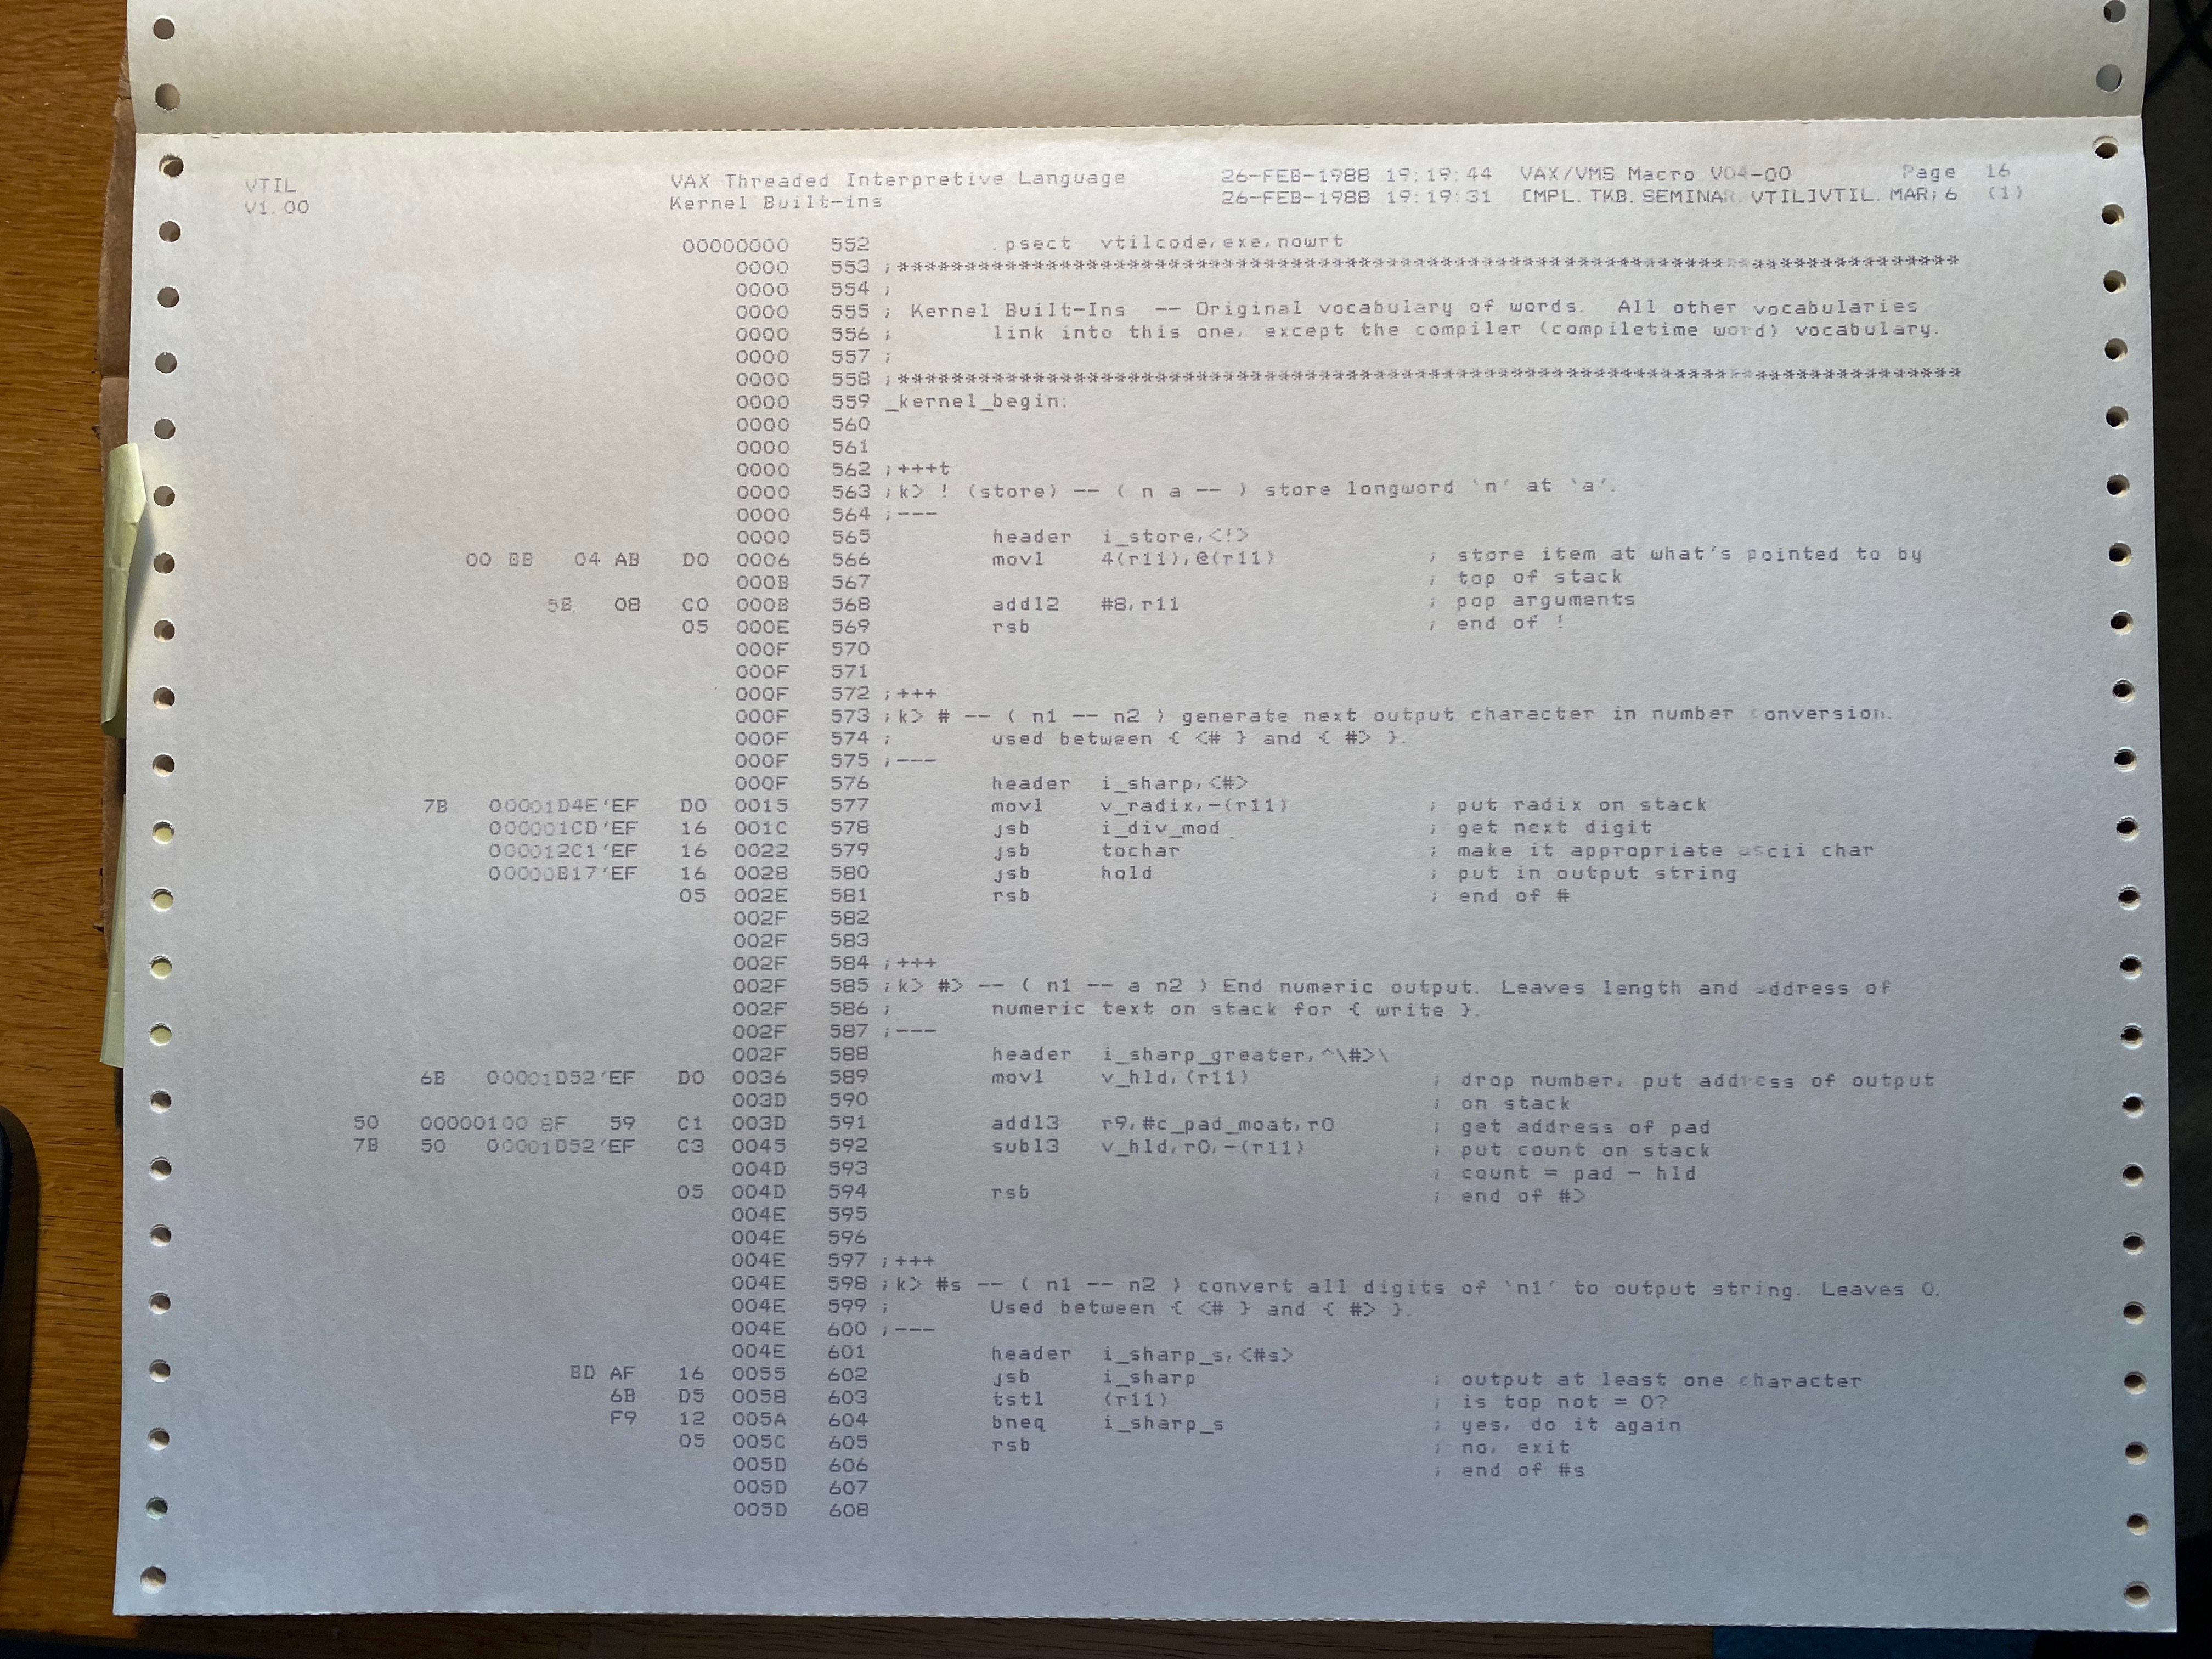 VTIL VAX Threaded Interpretive Language 26-FEB-1988 19:19:44 VAX/VMS Macro V04-00 Page 16
V1.00 Kernel Built-ins 26-FEB-1988 19:19:31 [MPL.TKB.SEMINAR.VTIL]VTIL.MAR;6 (1)
00000000 552 .psect vtilcode,exe,nowrt
0000 553 ;*******************************************************************************
0000 554 ;
0000 555 ; Kernel Built-Ins -- Original vocabulary of words. All other vocabularies
0000 556 ; link into this one, except the compiler (compiletime word) vocabulary.
0000 557 ;
0000 558 ;*******************************************************************************
0000 559 _kernel_begin:
0000 560
0000 561
0000 562 ;+++t
0000 563 ;k> ! (store) -- ( n a -- ) store longword `n' at `a'.
0000 564 ;---
0000 565 header i_store,<!>
00 BB 04 AB D0 0006 566 movl 4(r11),@(r11) ; store item at what's pointed to by
000B 567 ; top of stack
5B 08 C0 000B 568 addl2 #8,r11 ; pop arguments
05 000E 569 rsb ; end of !
000F 570
000F 571
000F 572 ;+++
000F 573 ;k> # -- ( n1 -- n2 ) generate next output character in number conversion.
000F 574 ; used between { <# } and { #> }.
000F 575 ;---
000F 576 header i_sharp,<#>
7B 00001D4E'EF D0 0015 577 movl v_radix,-(r11) ; put radix on stack
000001CD'EF 16 001C 578 jsb i_div_mod ; get next digit
000012C1'EF 16 0022 579 jsb tochar ; make it appropriate ascii char
00000B17'EF 16 0028 580 jsb hold ; put in output string
05 002E 581 rsb ; end of #
002F 582
002F 583
002F 584 ;+++
002F 585 ;k> #> -- ( n1 -- a n2 ) End numeric output. Leaves length and address of
002F 586 ; numeric text on stack for { write }.
002F 587 ;---
002F 588 header i_sharp_greater,^\#>\
6B 00001D52'EF D0 0036 589 movl v_hld,(r11) ; drop number, put address of output
003D 590 ; on stack
50 00000100 8F 59 C1 003D 591 addl3 r9,#c_pad_moat,r0 ; get address of pad
7B 50 00001D52'EF C3 0045 592 subl3 v_hld,r0,-(r11) ; put count on stack
004D 593 ; count = pad - hld
05 004D 594 rsb ; end of #>
004E 595
004E 596
004E 597 ;+++
004E 598 ;k> #s -- ( n1 -- n2 ) convert all digits of `n1' to output string. Leaves 0.
004E 599 ; Used between { <# } and { #> }.
004E 600 ;---
004E 601 header i_sharp_s,<#s>
BD AF 16 0055 602 jsb i_sharp ; output at least one character
6B D5 0058 603 tstl (r11) ; is top not = 0?
F9 12 005A 604 bneq i_sharp_s ; yes, do it again
05 005C 605 rsb ; no, exit
005D 606 ; end of #s
005D 607
005D 608